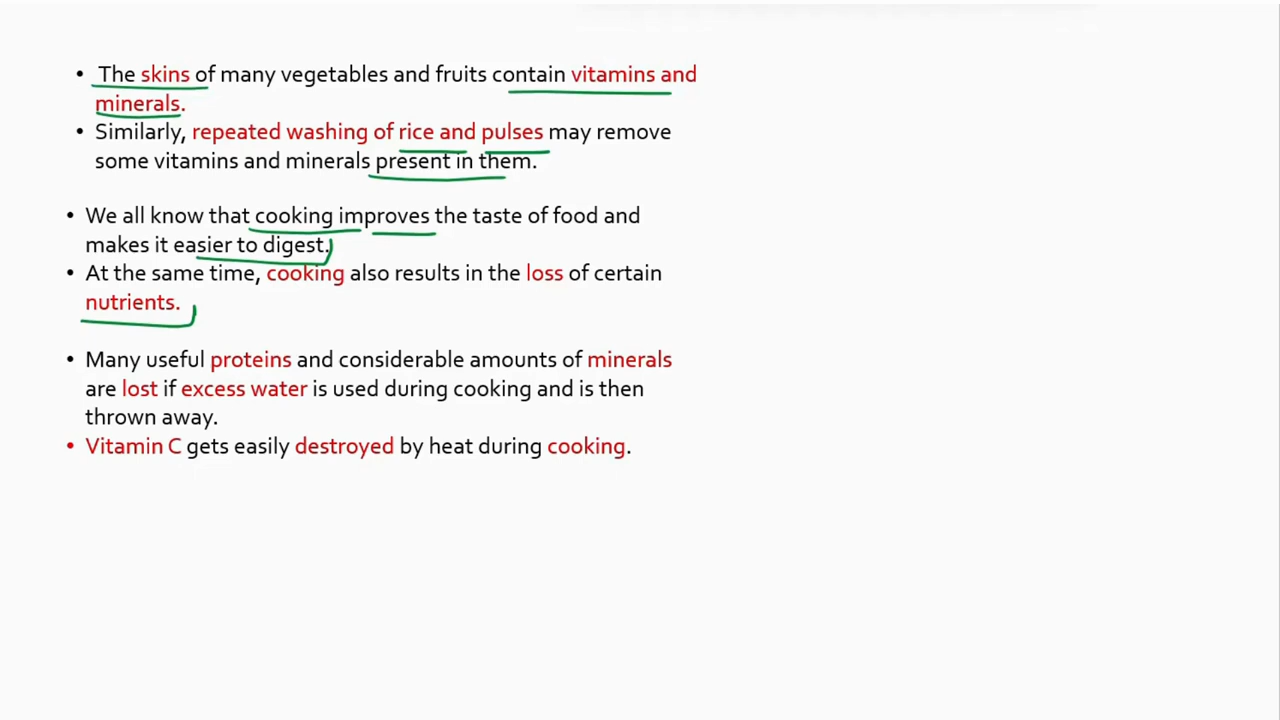 • The skins of many vegetables and fruits contain vitamins and
minerals.
• Similarly, repeated washing of rice and pulses may remove
some vitamins and minerals present in them.
• We all know that cooking improves the taste of food and
makes it easier to digest.
• At the same time, cooking also results in the loss of certain
nutrients.
• Many useful proteins and considerable amounts of minerals
are lost if excess water is used during cooking and is then
thrown away.
• Vitamin C gets easily destroyed by heat during cooking.